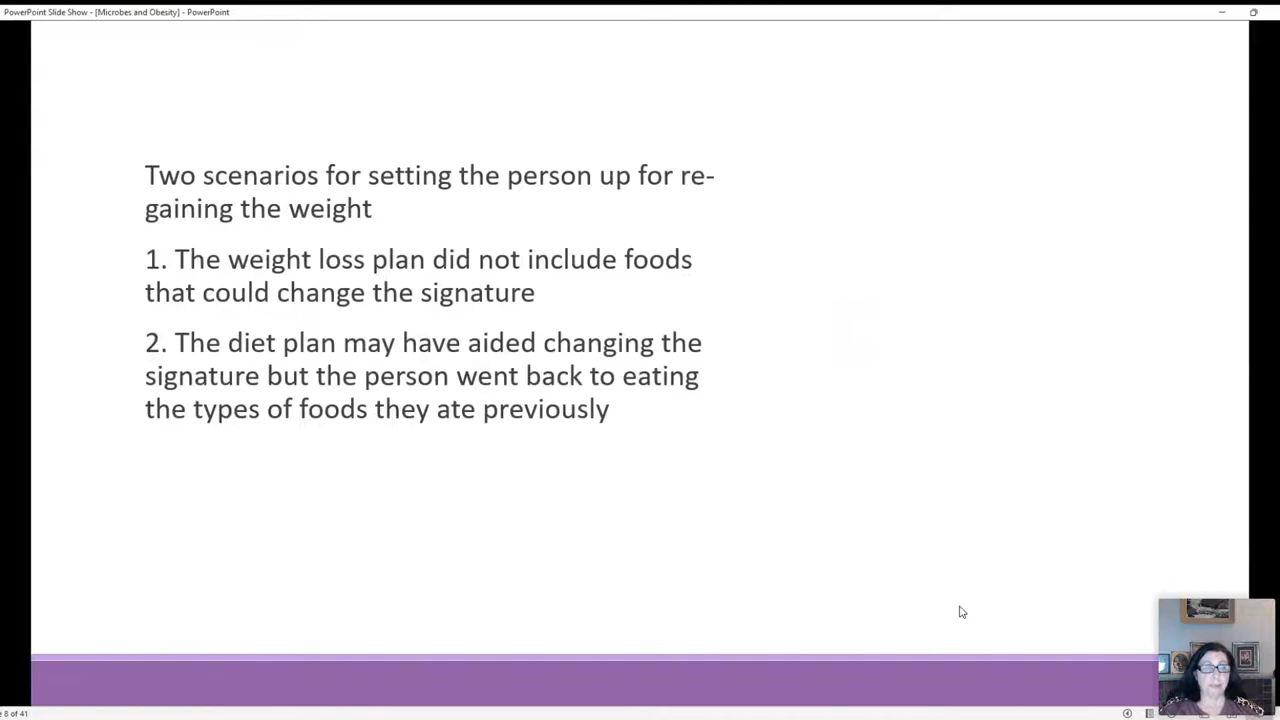 PowerPoint Slide Show - [Microbes and Obesity] - PowerPoint
Two scenarios for setting the person up for re-
gaining the weight
1. The weight loss plan did not include foods
that could change the signature
2. The diet plan may have aided changing the
signature but the person went back to eating
the types of foods they ate previously
8 of 41